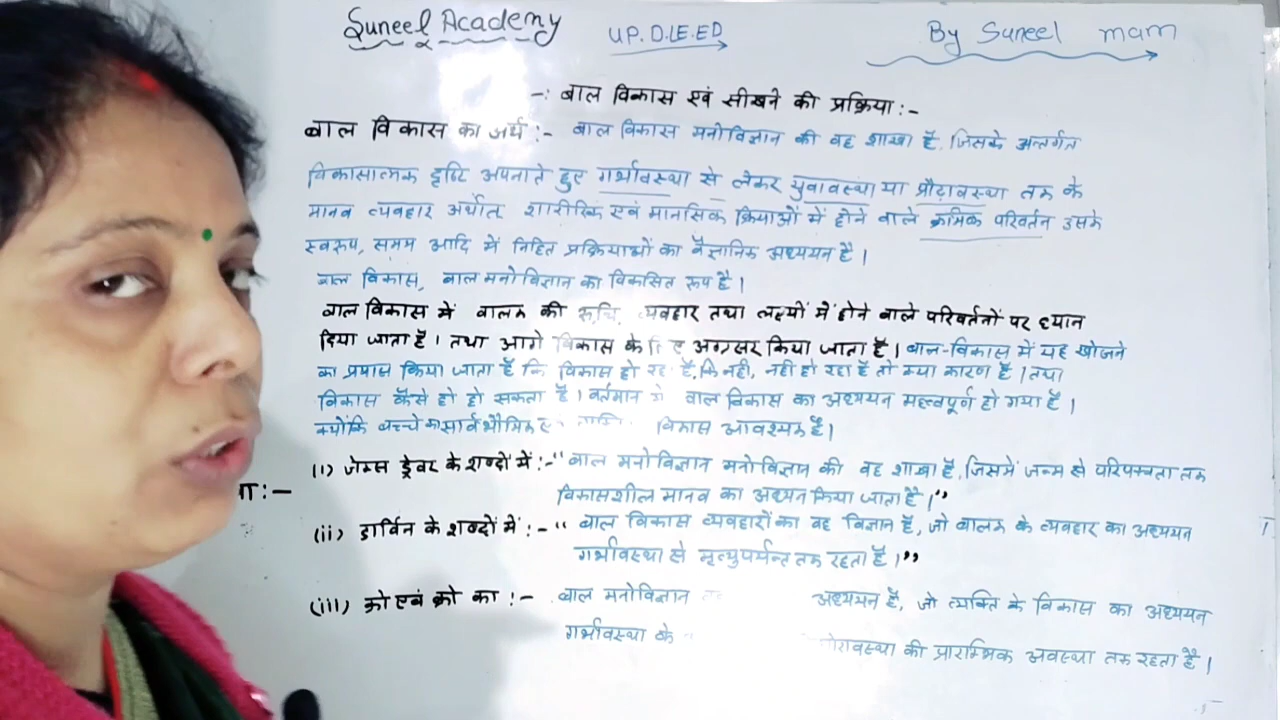 Suneel Academy UP. D.LE.ED By Suneel mam
-: बाल विकास एवं सीखने की प्रक्रिया:-
बाल विकास का अर्थ :- बाल विकास मनोविज्ञान की वह शाखा है, जिसके अन्तर्गत
विकासात्मक दृष्टि अपनाते हुए गर्भावस्था से लेकर युवावस्था या प्रौढ़ावस्था तक के
मानव व्यवहार अर्थात् शारीरिक एवं मानसिक क्रियाओं में होने वाले क्रमिक परिवर्तन उसके
स्वरूप, समय आदि में निहित प्रक्रियाओं का वैज्ञानिक अध्ययन है।
बाल विकास, बाल मनोविज्ञान का विकसित रूप है।
बाल विकास में बालक की रूचि, व्यवहार तथा लक्ष्यों में होने वाले परिवर्तनों पर ध्यान
दिया जाता है। तथा आगे विकास के अग्रसर किया जाता है। बाल-विकास में यह खोजने
का प्रयास किया जाता है कि विकास हो रहा है, कि नहीं, नहीं हो रहा है तो क्या कारण है। तथा
विकास कैसे हो हो सकता है। वर्तमान में बाल विकास का अध्ययन महत्वपूर्ण हो गया है।
क्योंकि बच्चे का सार्वभौमिक विकास आवश्यक है।
(i) जेम्स ड्रेवर के शब्दों में :- "बाल मनोविज्ञान मनोविज्ञान की वह शाखा है, जिसमें जन्म से परिपक्वता तक
:- विकासशील मानव का अध्यन किया जाता है।"
(ii) डार्विन के शब्दों में :- "बाल विकास व्यवहारों का वह विज्ञान है, जो बालक के व्यवहार का अध्ययन
गर्भावस्था से मृत्युपर्यन्त तक रहता है।"
(iii) क्रो एवं क्रो का :- बाल मनोविज्ञान अध्ययन है, जो व्यक्ति के विकास का अध्ययन
गर्भावस्था के की प्रारम्भिक अवस्था तक रहता है।